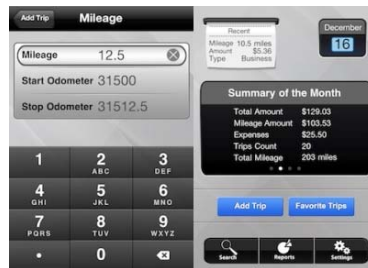 Add Trip Mileage
Mileage 12.5
Start Odometer 31500
Stop Odometer 31512.5
1 2 3
ABC DEF
4 5 6
GHI JKL MNO
7 8 9
PQRS TUV WXYZ
. 0
Recent
Mileage 10.5 miles
Amount $5.36
Type Business
December
16
Summary of the Month
Total Amount $129.03
Mileage Amount $103.53
Expenses $25.50
Trips Count 20
Total Mileage 203 miles
Add Trip Favorite Trips
Search Reports Settings